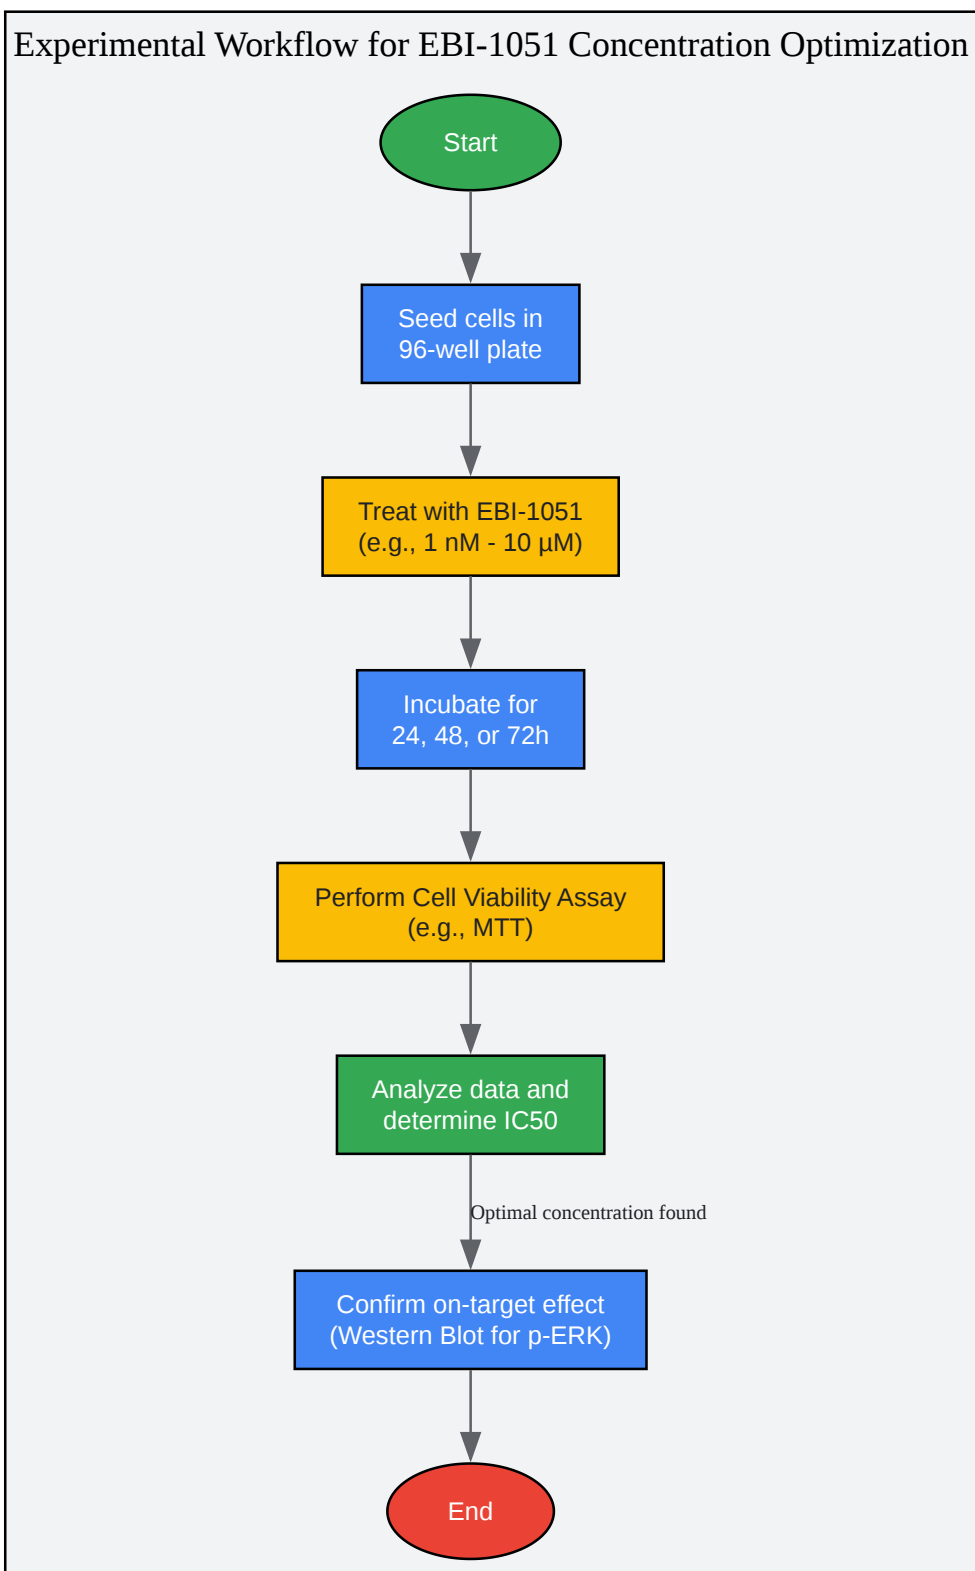 Experimental Workflow for EBI-1051 Concentration Optimization
Start
Seed cells in
96-well plate
Treat with EBI-1051
(e.g., 1 nM - 10 µM)
Incubate for
24, 48, or 72h
Perform Cell Viability Assay
(e.g., MTT)
Analyze data and
determine IC50
Optimal concentration found
Confirm on-target effect
(Western Blot for p-ERK)
End